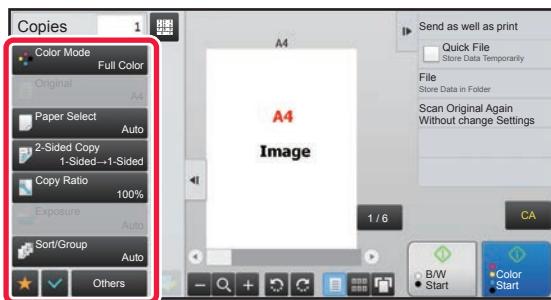 Copies 1
Color Mode
Full Color
Original
A4
Paper Select
Auto
2-Sided Copy
1-Sided→1-Sided
Copy Ratio
100%
Exposure
Auto
Sort/Group
Auto
Others
A4
A4
Image
1 / 6
Send as well as print
Quick File
Store Data Temporarily
File
Store Data in Folder
Scan Original Again
Without change Settings
CA
B/W
Start
Color
Start